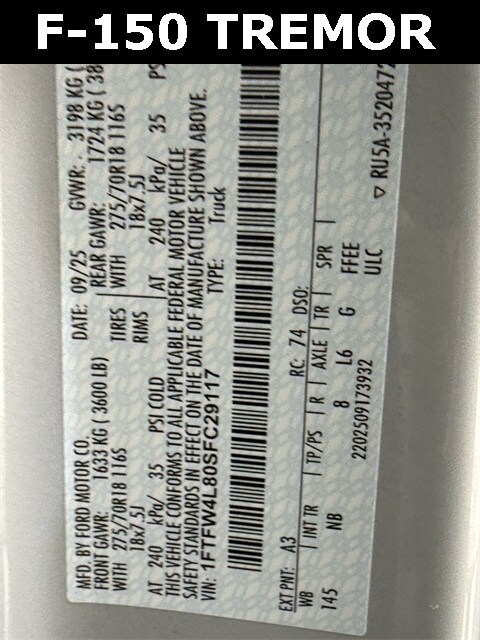 F-150 TREMOR
MFD. BY FORD MOTOR CO.
DATE: 09/25 GVWR: 3198 KG (
FRONT GAWR: 1633 KG ( 3600 LB)
REAR GAWR: 1724 KG ( 38
WITH 275/70R18 116S TIRES
WITH 275/70R18 116S
18x7.5J RIMS 18x7.5J
AT 240 kPa/ 35 PSI COLD
AT 240 kPa/ 35 PS
THIS VEHICLE CONFORMS TO ALL APPLICABLE FEDERAL MOTOR VEHICLE
SAFETY STANDARDS IN EFFECT ON THE DATE OF MANUFACTURE SHOWN ABOVE.
VIN: 1FTFW4L80SFC29117 TYPE: Truck
EXT PNT: A3 RC: 74 DSO:
WB INT TR TP/PS R AXLE TR SPR
145 NB 8 L6 G FFEE
2202509173932 ULC
▽ RU5A-3520472